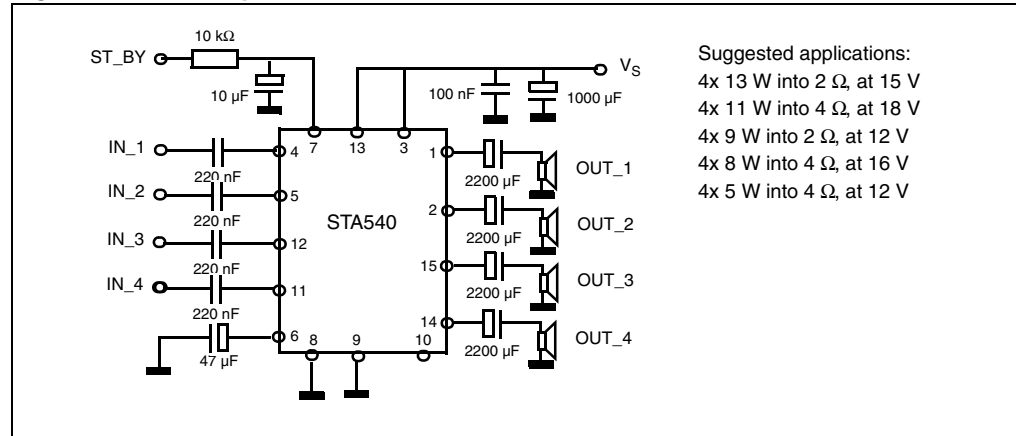 10 kΩ
ST_BY
10 µF
100 nF
1000 µF
V_S
IN_1
220 nF
IN_2
220 nF
IN_3
220 nF
IN_4
220 nF
47 µF
4
7
13
3
1
5
2
12
15
11
14
6
8
9
10
STA540
2200 µF
OUT_1
2200 µF
OUT_2
2200 µF
OUT_3
2200 µF
OUT_4
Suggested applications:
4x 13 W into 2 Ω, at 15 V
4x 11 W into 4 Ω, at 18 V
4x 9 W into 2 Ω, at 12 V
4x 8 W into 4 Ω, at 16 V
4x 5 W into 4 Ω, at 12 V